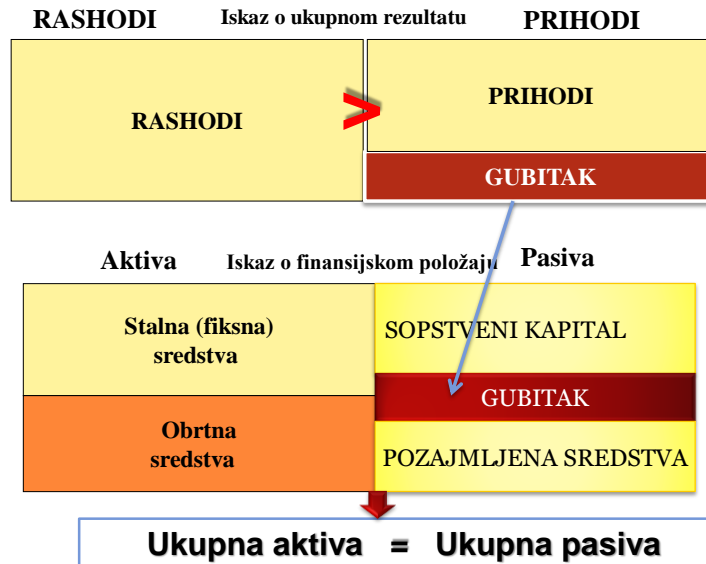 RASHODI Iskaz o ukupnom rezultatu PRIHODI
RASHODI > PRIHODI
GUBITAK
Aktiva Iskaz o finansijskom položaju Pasiva
Stalna (fiksna)
sredstva
SOPSTVENI KAPITAL
GUBITAK
Obrtna
sredstva
POZAJMLJENA SREDSTVA
Ukupna aktiva = Ukupna pasiva